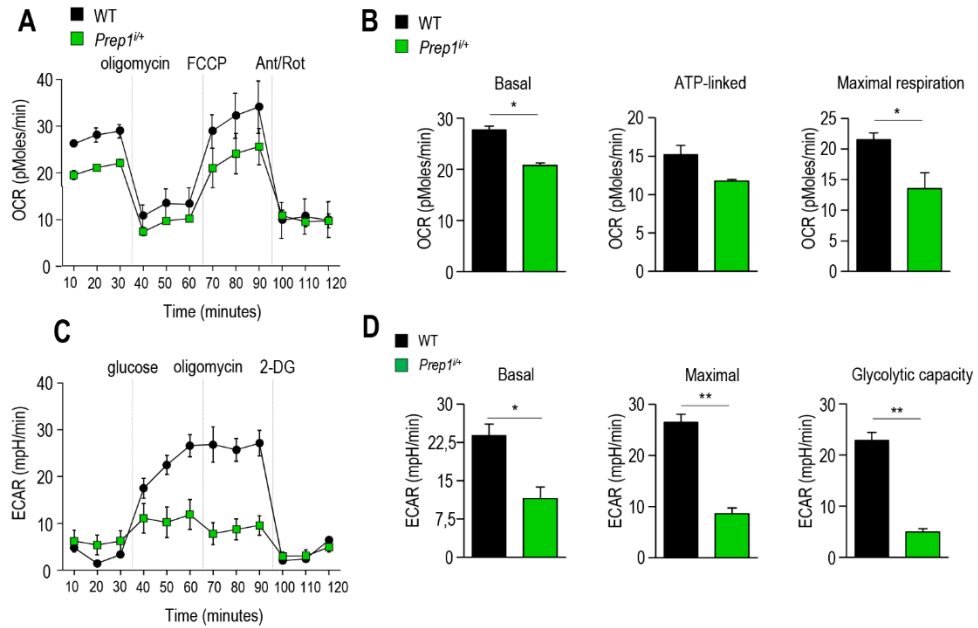 A
WT
Prep1i/+
oligomycin FCCP Ant/Rot
40
30
20
10
0
OCR (pMoles/min)
10 20 30 40 50 60 70 80 90 100 110 120
Time (minutes)
B
WT
Prep1i/+
Basal
*
30
20
10
0
OCR (pMoles/min)
ATP-linked
20
15
10
5
0
OCR (pMoles/min)
Maximal respiration
*
25
20
15
10
5
0
OCR (pMoles/min)
C
glucose oligomycin 2-DG
40
30
20
10
0
ECAR (mpH/min)
10 20 30 40 50 60 70 80 90 100 110 120
Time (minutes)
D
WT
Prep1i/+
Basal
*
30
22,5
15
7,5
0
ECAR (mpH/min)
Maximal
**
30
20
10
0
ECAR (mpH/min)
Glycolytic capacity
**
30
20
10
0
ECAR (mpH/min)